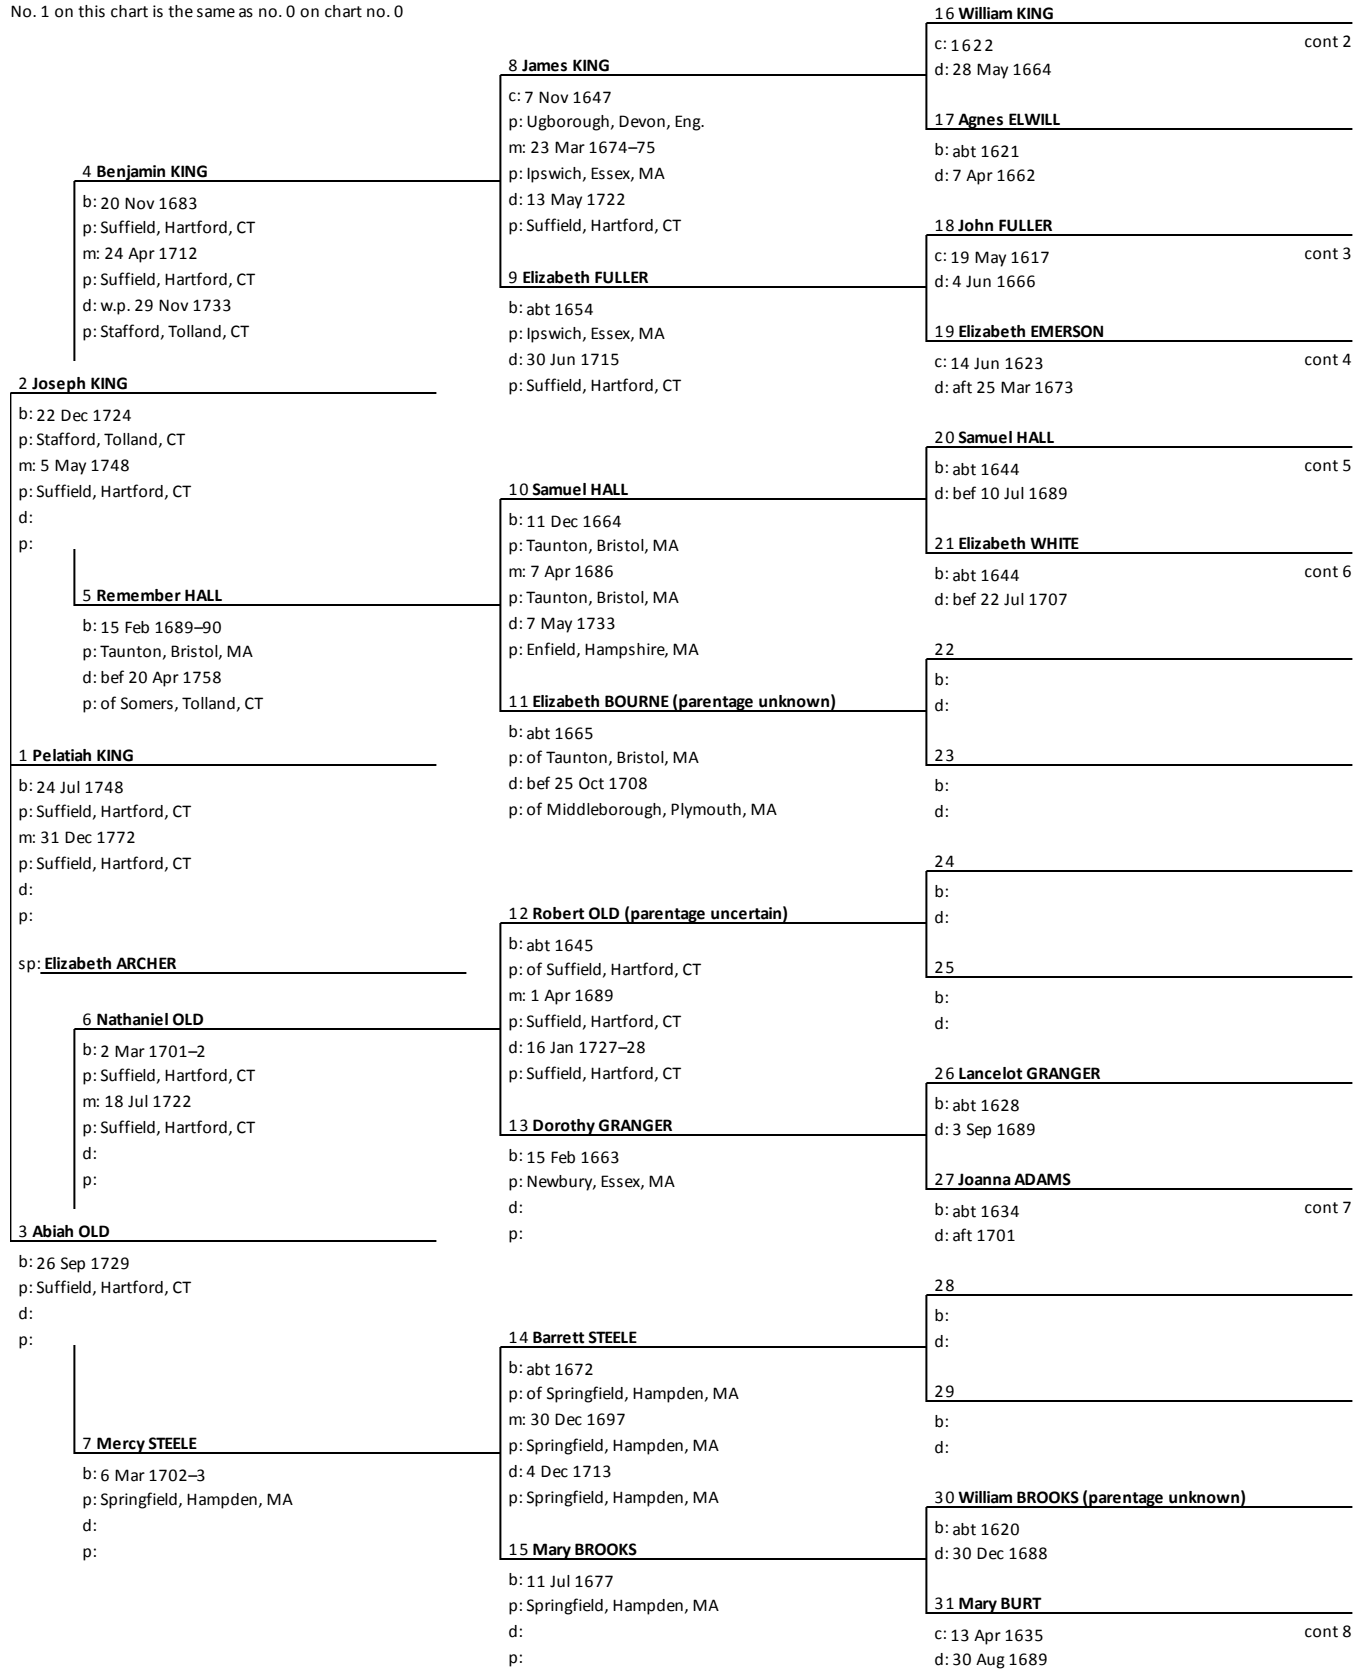 No. 1 on this chart is the same as no. 0 on chart no. 0
2 Joseph KING
b: 22 Dec 1724
p: Stafford, Tolland, CT
m: 5 May 1748
p: Suffield, Hartford, CT
d:
p:
1 Pelatiah KING
b: 24 Jul 1748
p: Suffield, Hartford, CT
m: 31 Dec 1772
p: Suffield, Hartford, CT
d:
p:
sp: Elizabeth ARCHER
3 Abiah OLD
b: 26 Sep 1729
p: Suffield, Hartford, CT
d:
p:
4 Benjamin KING
b: 20 Nov 1683
p: Suffield, Hartford, CT
m: 24 Apr 1712
p: Suffield, Hartford, CT
d: w.p. 29 Nov 1733
p: Stafford, Tolland, CT
5 Remember HALL
b: 15 Feb 1689–90
p: Taunton, Bristol, MA
d: bef 20 Apr 1758
p: of Somers, Tolland, CT
6 Nathaniel OLD
b: 2 Mar 1701–2
p: Suffield, Hartford, CT
m: 18 Jul 1722
p: Suffield, Hartford, CT
d:
p:
7 Mercy STEELE
b: 6 Mar 1702–3
p: Springfield, Hampden, MA
d:
p:
8 James KING
c: 7 Nov 1647
p: Ugborough, Devon, Eng.
m: 23 Mar 1674–75
p: Ipswich, Essex, MA
d: 13 May 1722
p: Suffield, Hartford, CT
9 Elizabeth FULLER
b: abt 1654
p: Ipswich, Essex, MA
d: 30 Jun 1715
p: Suffield, Hartford, CT
10 Samuel HALL
b: 11 Dec 1664
p: Taunton, Bristol, MA
m: 7 Apr 1686
p: Taunton, Bristol, MA
d: 7 May 1733
p: Enfield, Hampshire, MA
11 Elizabeth BOURNE (parentage unknown)
b: abt 1665
p: of Taunton, Bristol, MA
d: bef 25 Oct 1708
p: of Middleborough, Plymouth, MA
12 Robert OLD (parentage uncertain)
b: abt 1645
p: of Suffield, Hartford, CT
m: 1 Apr 1689
p: Suffield, Hartford, CT
d: 16 Jan 1727–28
p: Suffield, Hartford, CT
13 Dorothy GRANGER
b: 15 Feb 1663
p: Newbury, Essex, MA
d:
p:
14 Barrett STEELE
b: abt 1672
p: of Springfield, Hampden, MA
m: 30 Dec 1697
p: Springfield, Hampden, MA
d: 4 Dec 1713
p: Springfield, Hampden, MA
15 Mary BROOKS
b: 11 Jul 1677
p: Springfield, Hampden, MA
d:
p:
16 William KING
c: 1622 cont 2
d: 28 May 1664
17 Agnes ELWILL
b: abt 1621
d: 7 Apr 1662
18 John FULLER
c: 19 May 1617 cont 3
d: 4 Jun 1666
19 Elizabeth EMERSON
c: 14 Jun 1623 cont 4
d: aft 25 Mar 1673
20 Samuel HALL
b: abt 1644 cont 5
d: bef 10 Jul 1689
21 Elizabeth WHITE
b: abt 1644 cont 6
d: bef 22 Jul 1707
22
b:
d:
23
b:
d:
24
b:
d:
25
b:
d:
26 Lancelot GRANGER
b: abt 1628
d: 3 Sep 1689
27 Joanna ADAMS
b: abt 1634 cont 7
d: aft 1701
28
b:
d:
29
b:
d:
30 William BROOKS (parentage unknown)
b: abt 1620
d: 30 Dec 1688
31 Mary BURT
c: 13 Apr 1635 cont 8
d: 30 Aug 1689